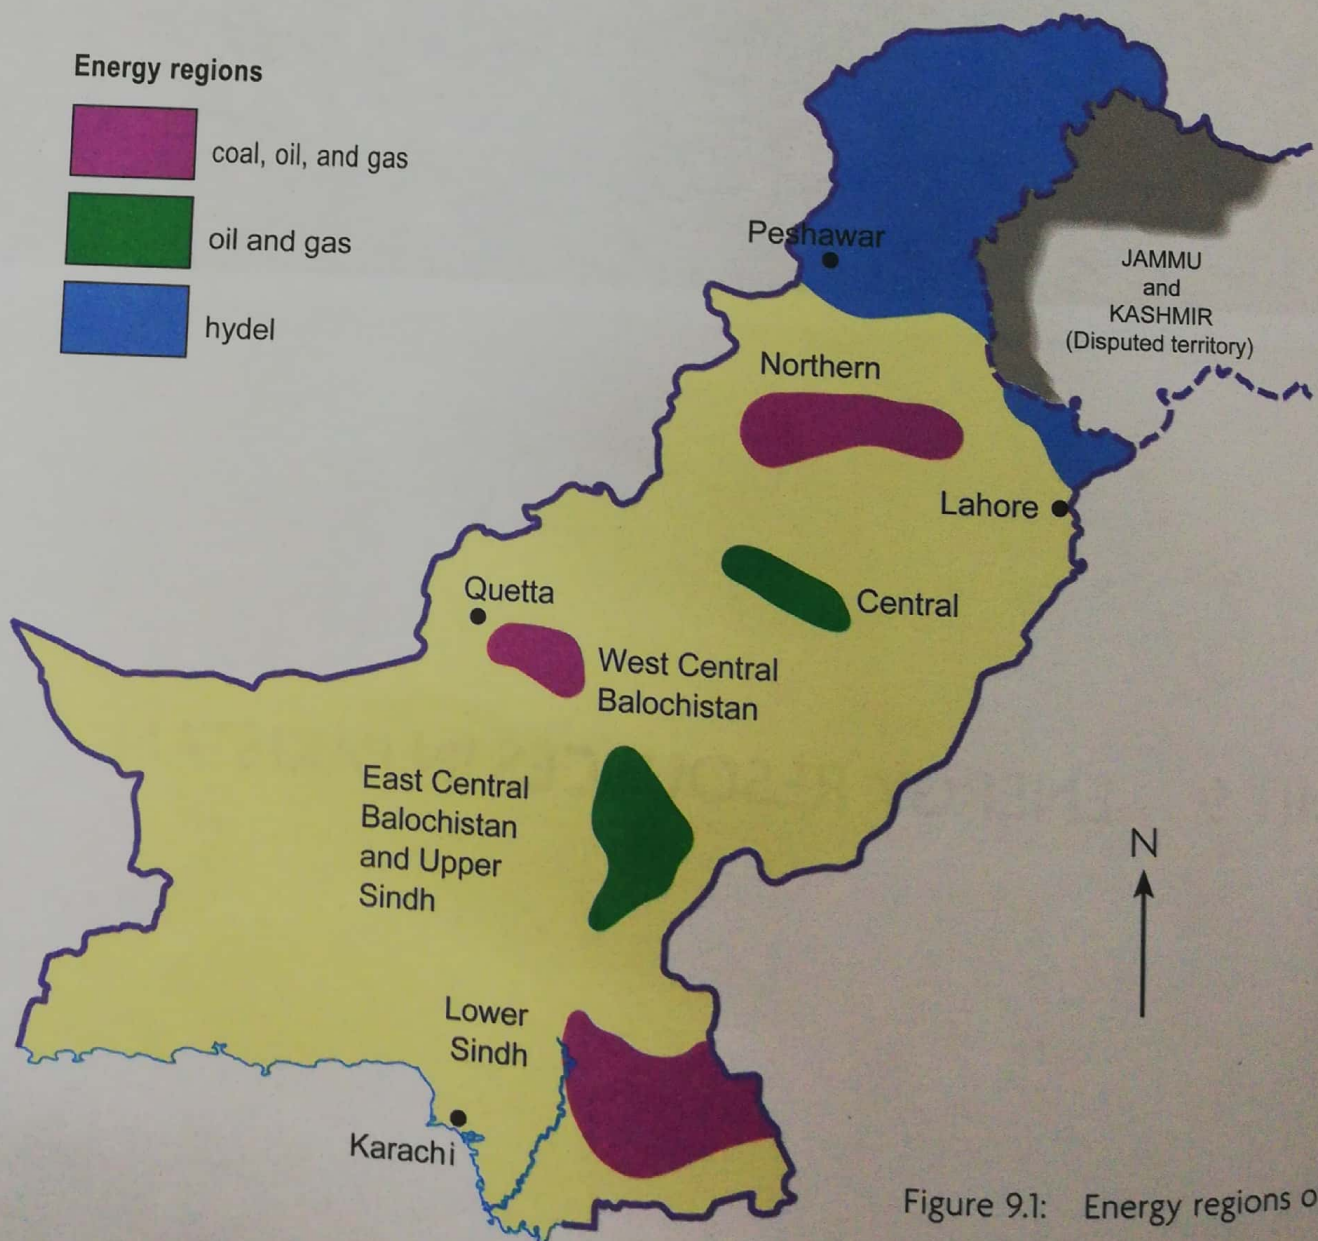 Energy regions
coal, oil, and gas
oil and gas
hydel
Peshawar
JAMMU
and
KASHMIR
(Disputed territory)
Northern
Lahore
Quetta
Central
West Central
Balochistan
East Central
Balochistan
and Upper
Sindh
N
Lower
Sindh
Karachi
Figure 9.1: Energy regions o